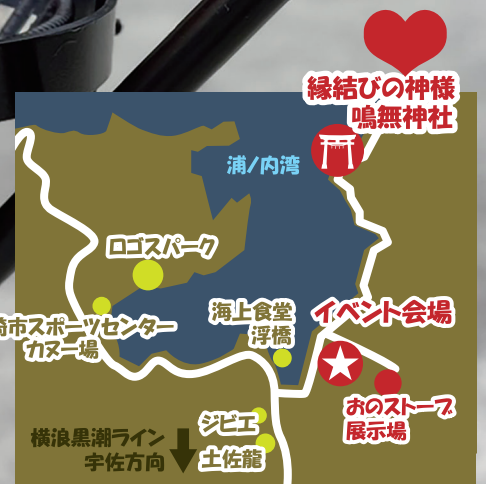 縁結びの神様
鳴無神社
浦ノ内湾
ロゴスパーク
崎市スポーツセンター
カヌー場
海上食堂
浮橋
イベント会場
おのストーブ
展示場
ジビエ
土佐龍
横浪黒潮ライン
宇佐方向